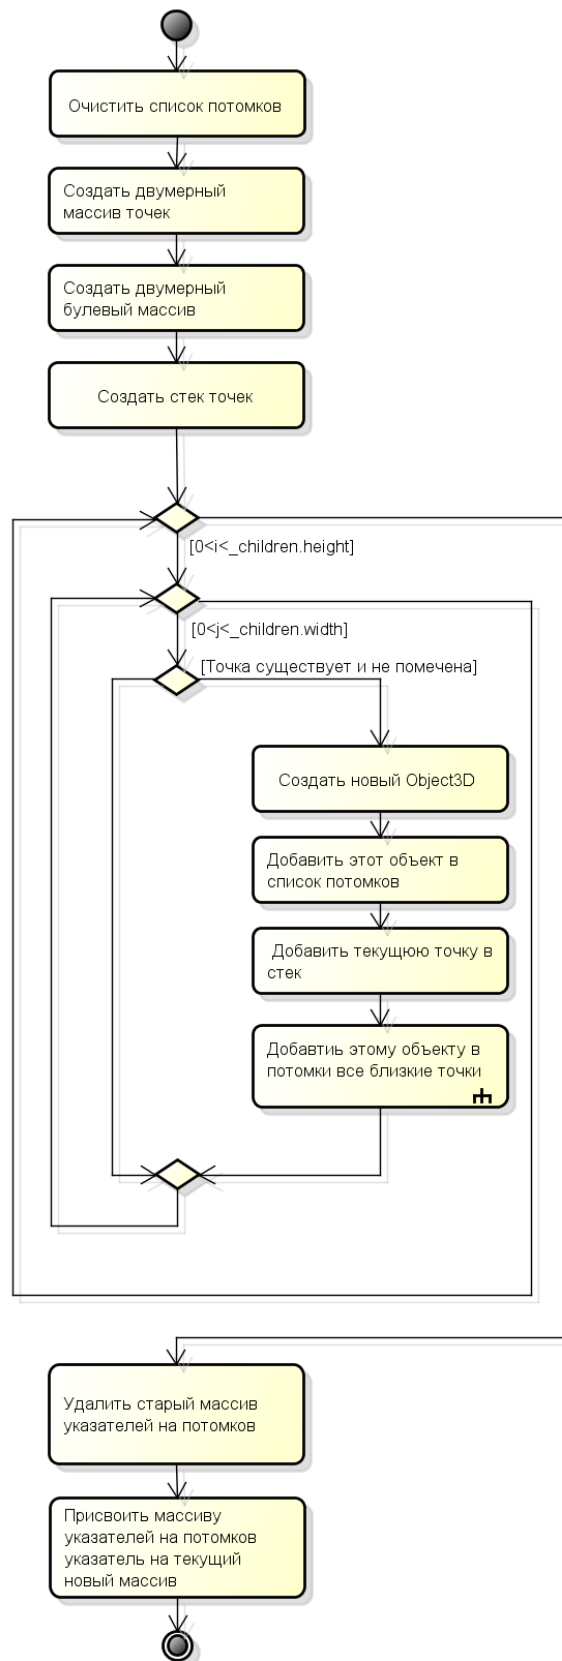 Очистить список потомков
Создать двумерный
массив точек
Создать двумерный
булевый массив
Создать стек точек
[0<i<_children.height]
[0<j<_children.width]
[Точка существует и не помечена]
Создать новый Object3D
Добавить этот объект в
список потомков
Добавить текущюю точку в
стек
Добавтиь этому объекту в
потомки все близкие точки
Удалить старый массив
указателей на потомков
Присвоить массиву
указателей на потомков
указатель на текущий
новый массив